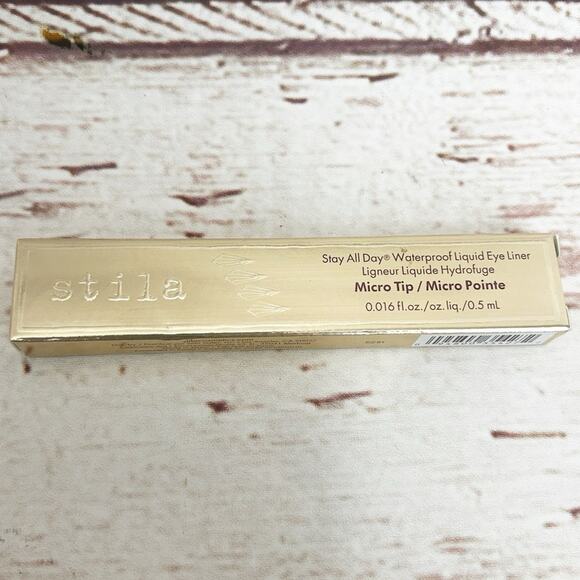 stila
Stay All Day® Waterproof Liquid Eye Liner
Ligneur Liquide Hydrofuge
Micro Tip / Micro Pointe
0.016 fl.oz./oz.liq./0.5 mL